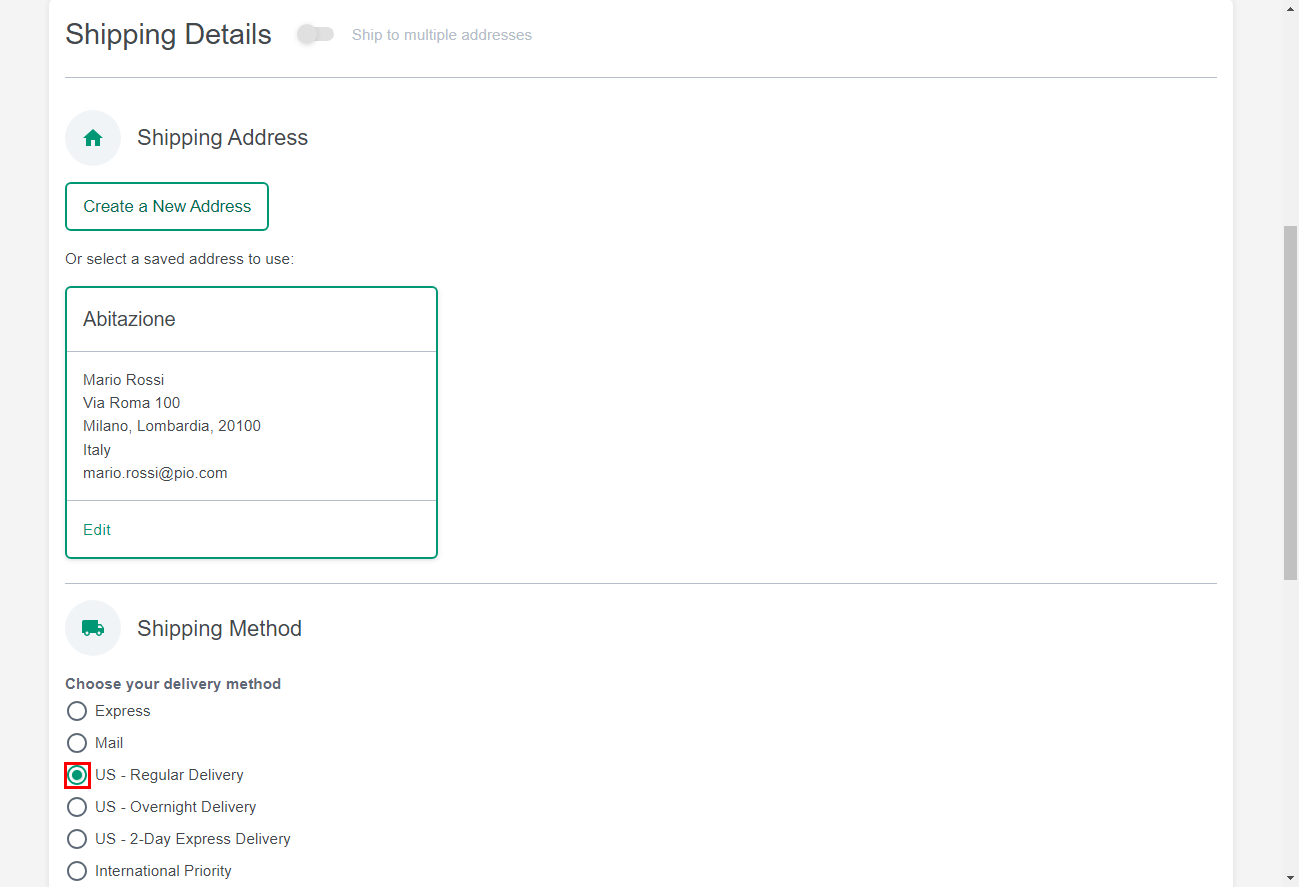 Shipping Details
Ship to multiple addresses
Shipping Address
Create a New Address
Or select a saved address to use:
Abitazione
Mario Rossi
Via Roma 100
Milano, Lombardia, 20100
Italy
mario.rossi@pio.com
Edit
Shipping Method
Choose your delivery method
Express
Mail
US - Regular Delivery
US - Overnight Delivery
US - 2-Day Express Delivery
International Priority